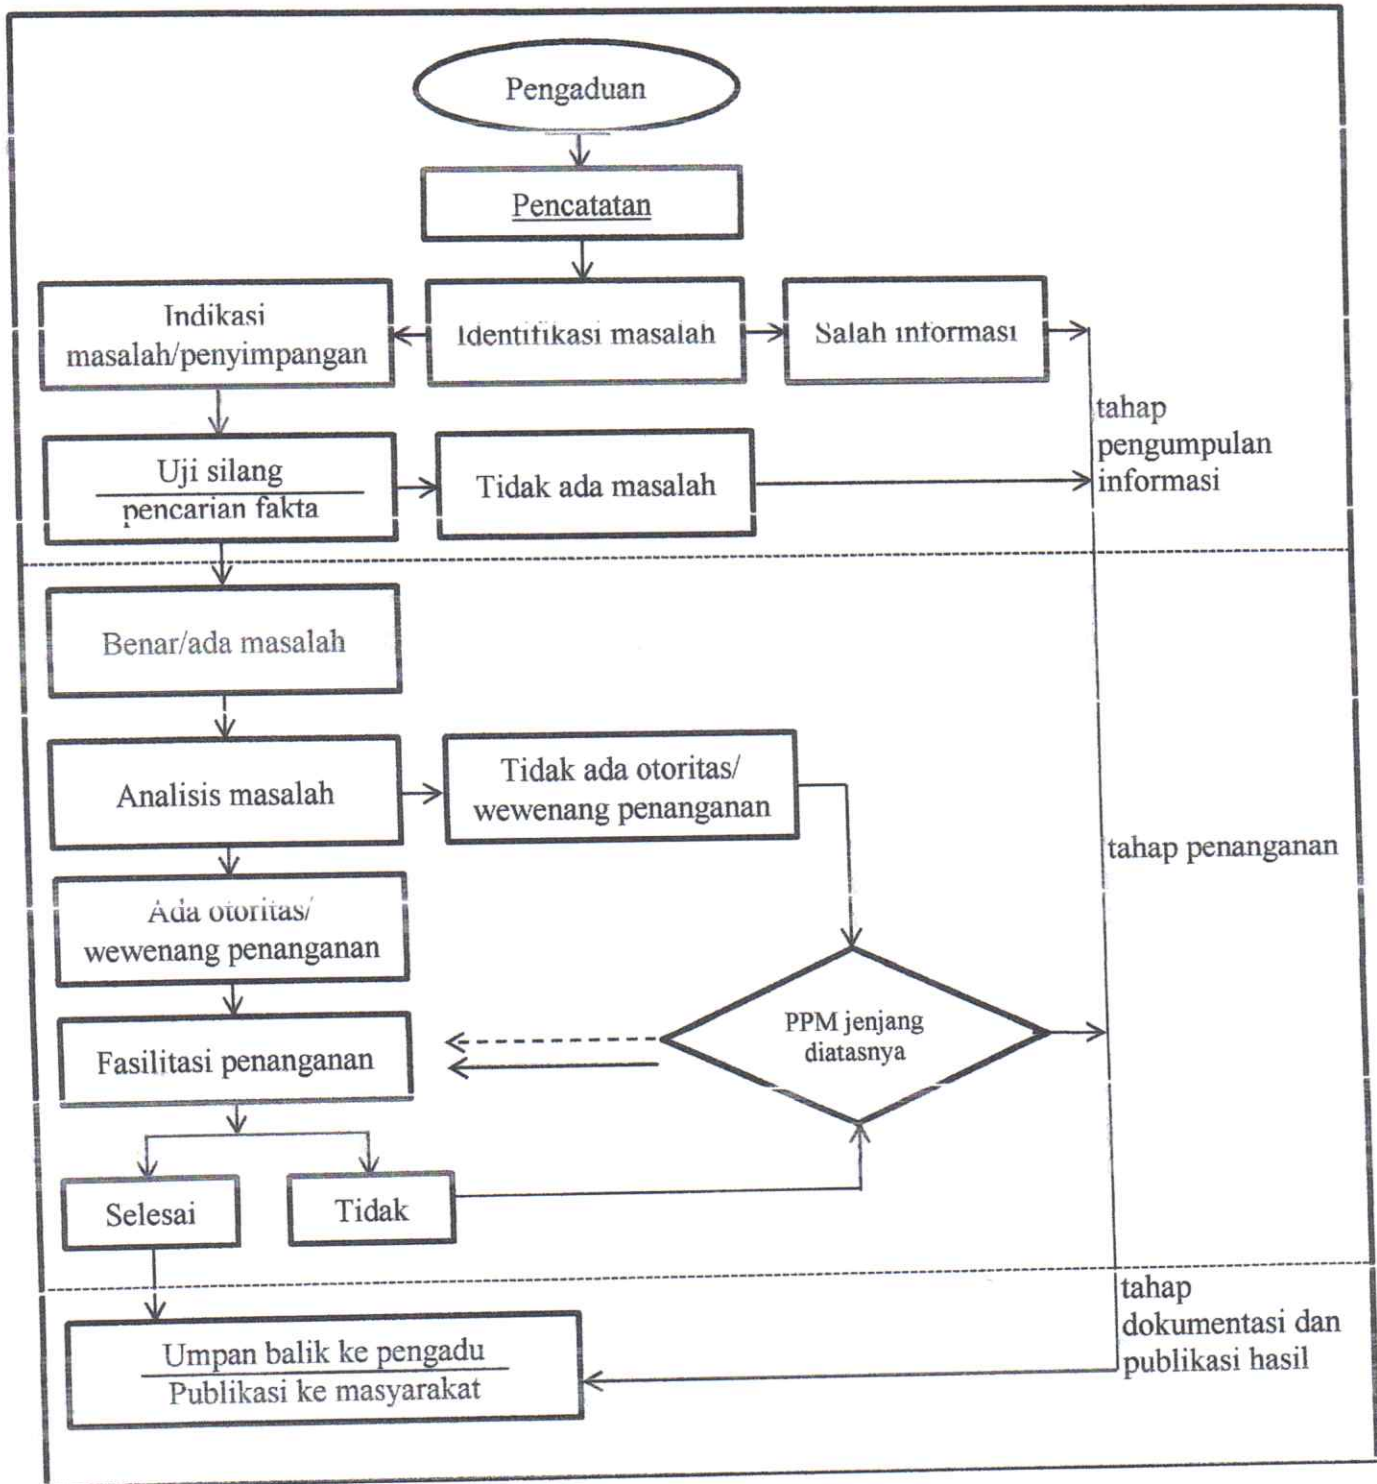 Pengaduan
Pencatatan
Indikasi
masalah/penyimpangan
Identifikasi masalah
Salah informasi
tahap
pengumpulan
informasi
Uji silang
pencarian fakta
Tidak ada masalah
Benar/ada masalah
Analisis masalah
Tidak ada otoritas/
wewenang penanganan
tahap penanganan
Ada otoritas/
wewenang penanganan
PPM jenjang
diatasnya
Fasilitasi penanganan
Selesai
Tidak
tahap
dokumentasi dan
publikasi hasil
Umpan balik ke pengadu
Publikasi ke masyarakat